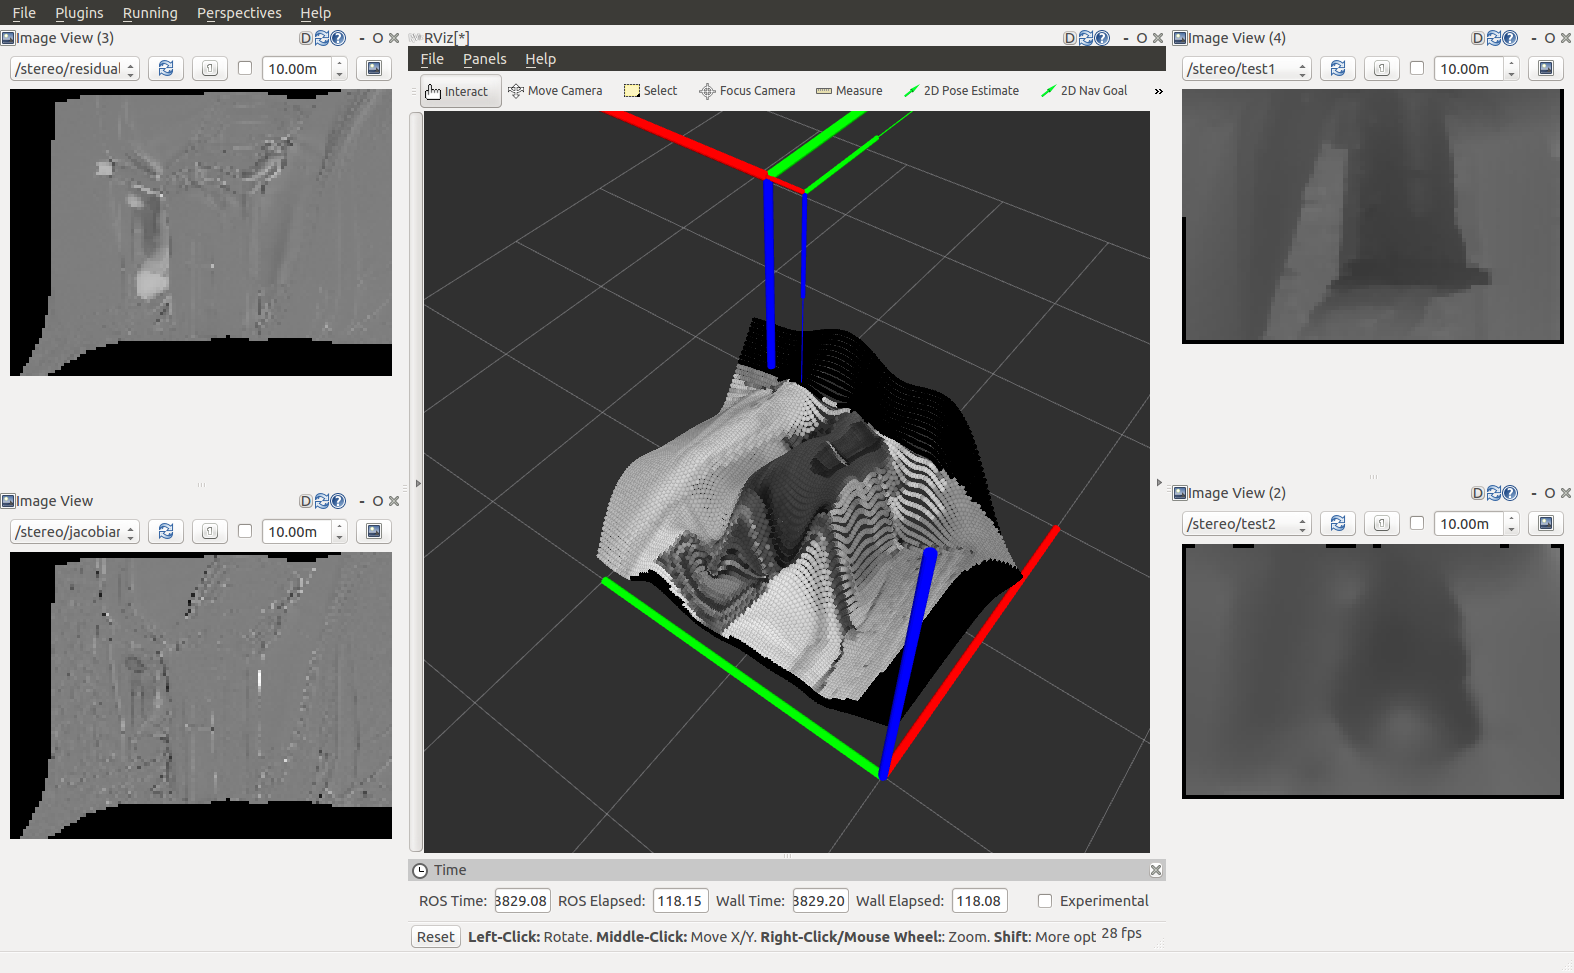 File Plugins Running Perspectives Help
Image View (3) D
/stereo/residual 10.00m
RViz[*] D
File Panels Help
Interact Move Camera Select Focus Camera Measure 2D Pose Estimate 2D Nav Goal »
Image View (4) D
/stereo/test1 10.00m
Image View D
/stereo/jacobiar 10.00m
Image View (2) D
/stereo/test2 10.00m
Time
ROS Time: 3829.08 ROS Elapsed: 118.15 Wall Time: 3829.20 Wall Elapsed: 118.08 Experimental
Reset Left-Click: Rotate. Middle-Click: Move X/Y. Right-Click/Mouse Wheel:: Zoom. Shift: More opt 28 fps